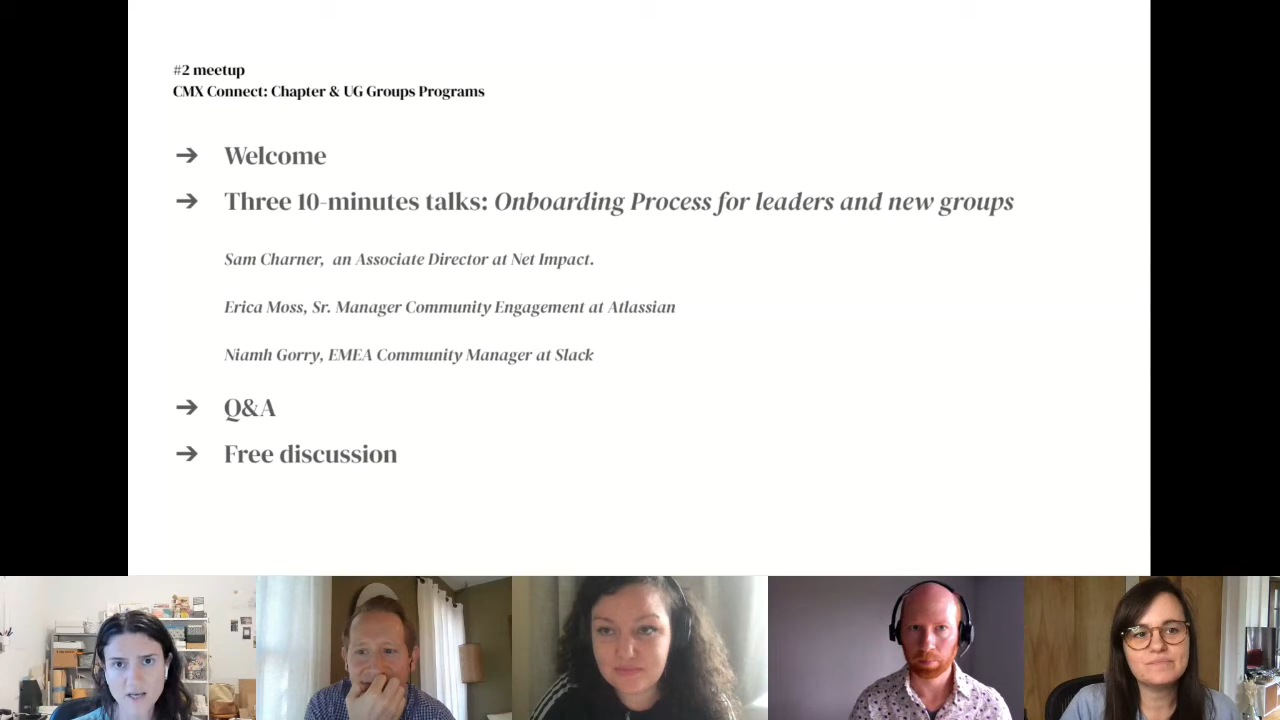 #2 meetup
CMX Connect: Chapter & UG Groups Programs
➔ Welcome
➔ Three 10-minutes talks: Onboarding Process for leaders and new groups
Sam Charner,  an Associate Director at Net Impact.
Erica Moss, Sr. Manager Community Engagement at Atlassian
Niamh Gorry, EMEA Community Manager at Slack
➔ Q&A
➔ Free discussion